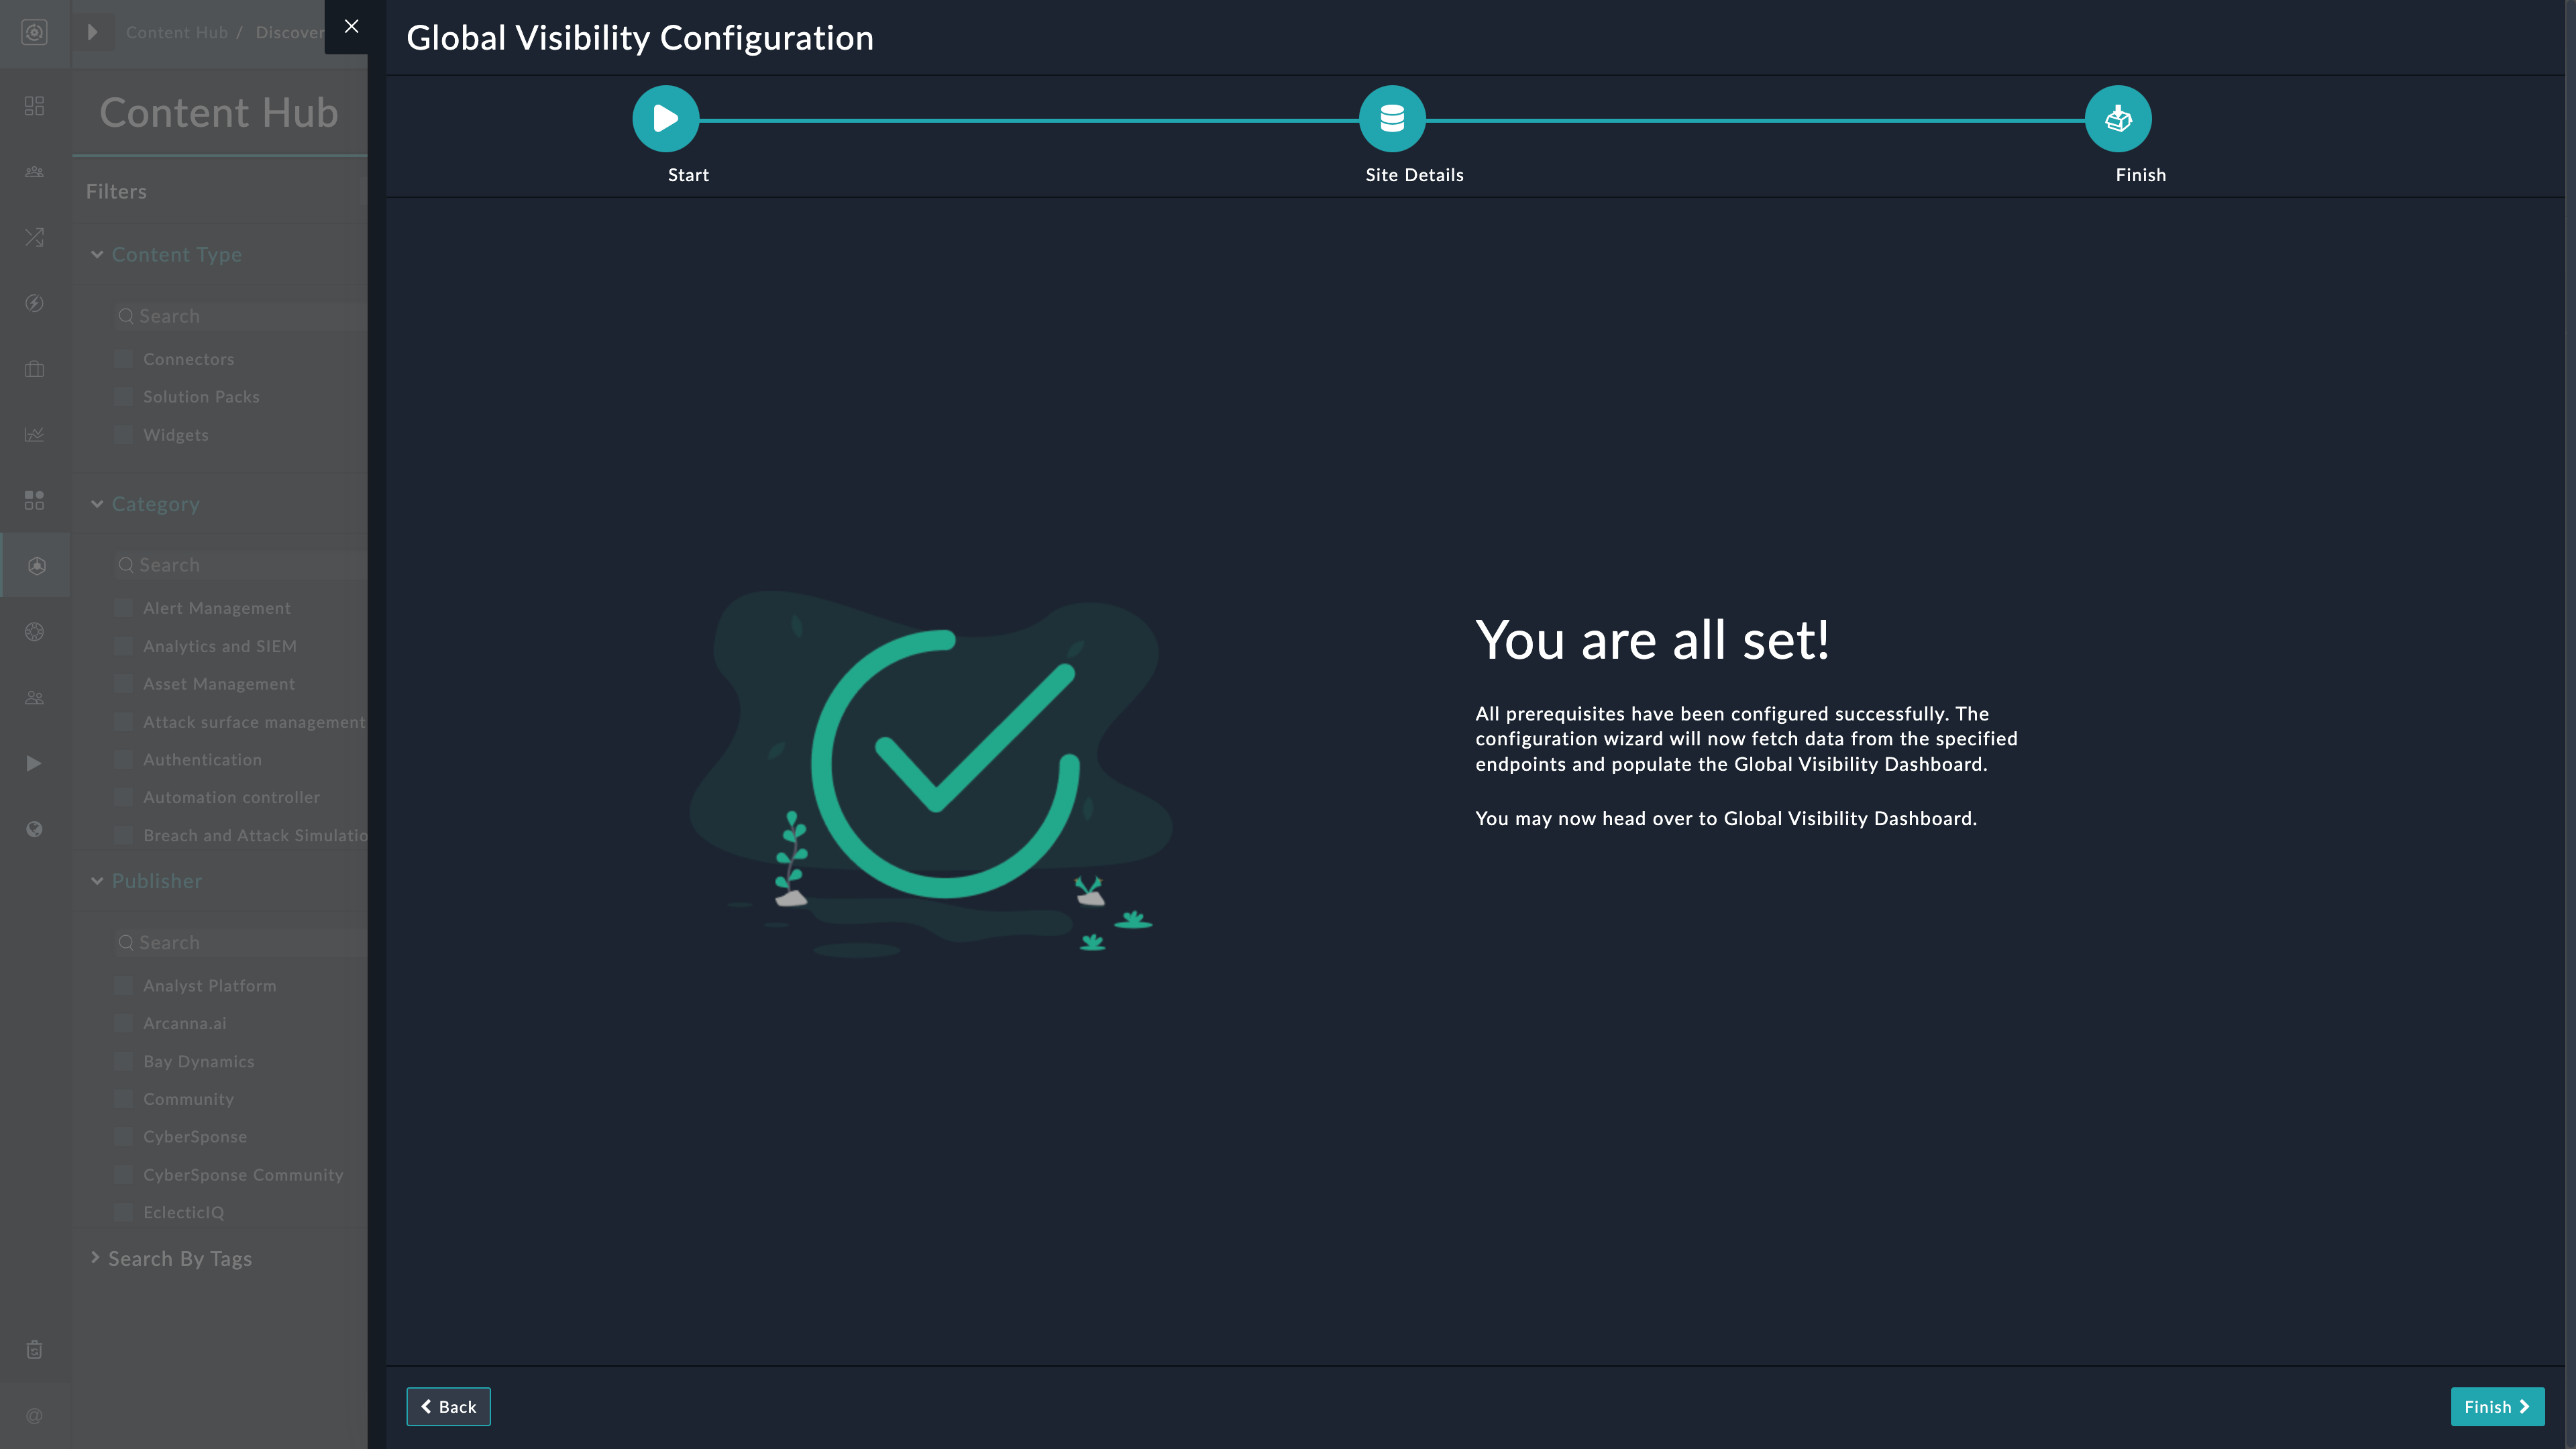 Content Hub / Discover
Global Visibility Configuration
Content Hub
Start
Site Details
Finish
Filters
Content Type
Search
Connectors
Solution Packs
Widgets
Category
Search
Alert Management
Analytics and SIEM
Asset Management
Attack surface management
Authentication
Automation controller
Breach and Attack Simulatio
Publisher
Search
Analyst Platform
Arcanna.ai
Bay Dynamics
Community
CyberSponse
CyberSponse Community
EclecticIQ
Search By Tags
You are all set!
All prerequisites have been configured successfully. The
configuration wizard will now fetch data from the specified
endpoints and populate the Global Visibility Dashboard.
You may now head over to Global Visibility Dashboard.
Back
Finish